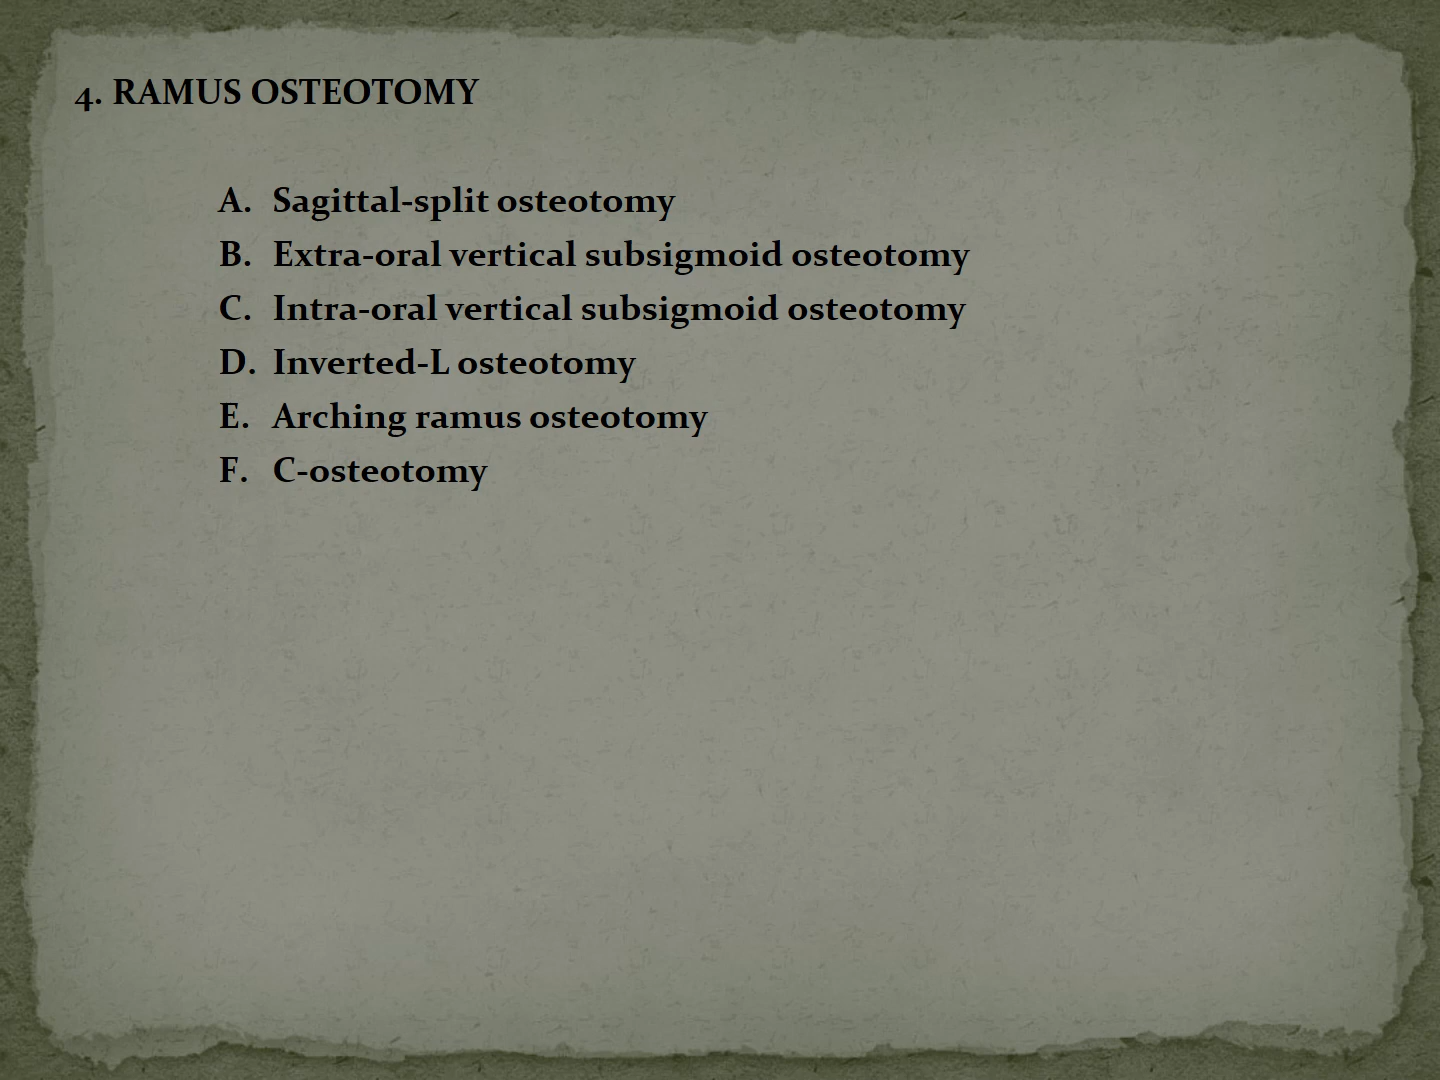 4. RAMUS OSTEOTOMY
A. Sagittal-split osteotomy
B. Extra-oral vertical subsigmoid osteotomy
C. Intra-oral vertical subsigmoid osteotomy
D. Inverted-L osteotomy
E. Arching ramus osteotomy
F. C-osteotomy